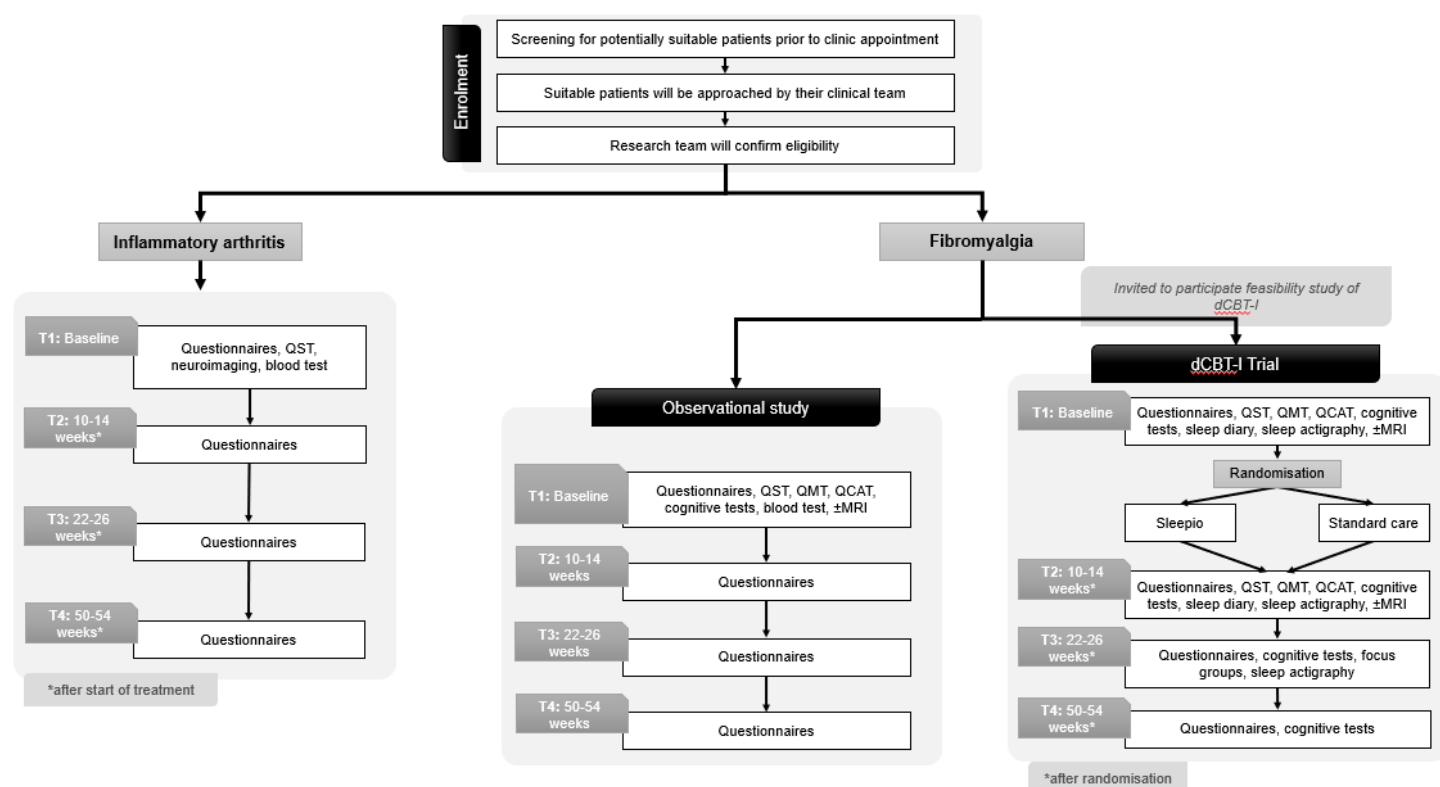 Enrolment
Screening for potentially suitable patients prior to clinic appointment
Suitable patients will be approached by their clinical team
Research team will confirm eligibility
Inflammatory arthritis
T1: Baseline
Questionnaires, QST,
neuroimaging, blood test
T2: 10-14
weeks*
Questionnaires
T3: 22-26
weeks*
Questionnaires
T4: 50-54
weeks*
Questionnaires
*after start of treatment
Fibromyalgia
Invited to participate feasibility study of
dCBT-I
Observational study
T1: Baseline
Questionnaires, QST, QMT, QCAT,
cognitive tests, blood test, ±MRI
T2: 10-14
weeks
Questionnaires
T3: 22-26
weeks
Questionnaires
T4: 50-54
weeks
Questionnaires
dCBT-I Trial
T1: Baseline
Questionnaires, QST, QMT, QCAT, cognitive
tests, sleep diary, sleep actigraphy, ±MRI
Randomisation
Sleepio
Standard care
T2: 10-14
weeks*
Questionnaires, QST, QMT, QCAT, cognitive
tests, sleep diary, sleep actigraphy, ±MRI
T3: 22-26
weeks*
Questionnaires, cognitive tests, focus
groups, sleep actigraphy
T4: 50-54
weeks*
Questionnaires, cognitive tests
*after randomisation